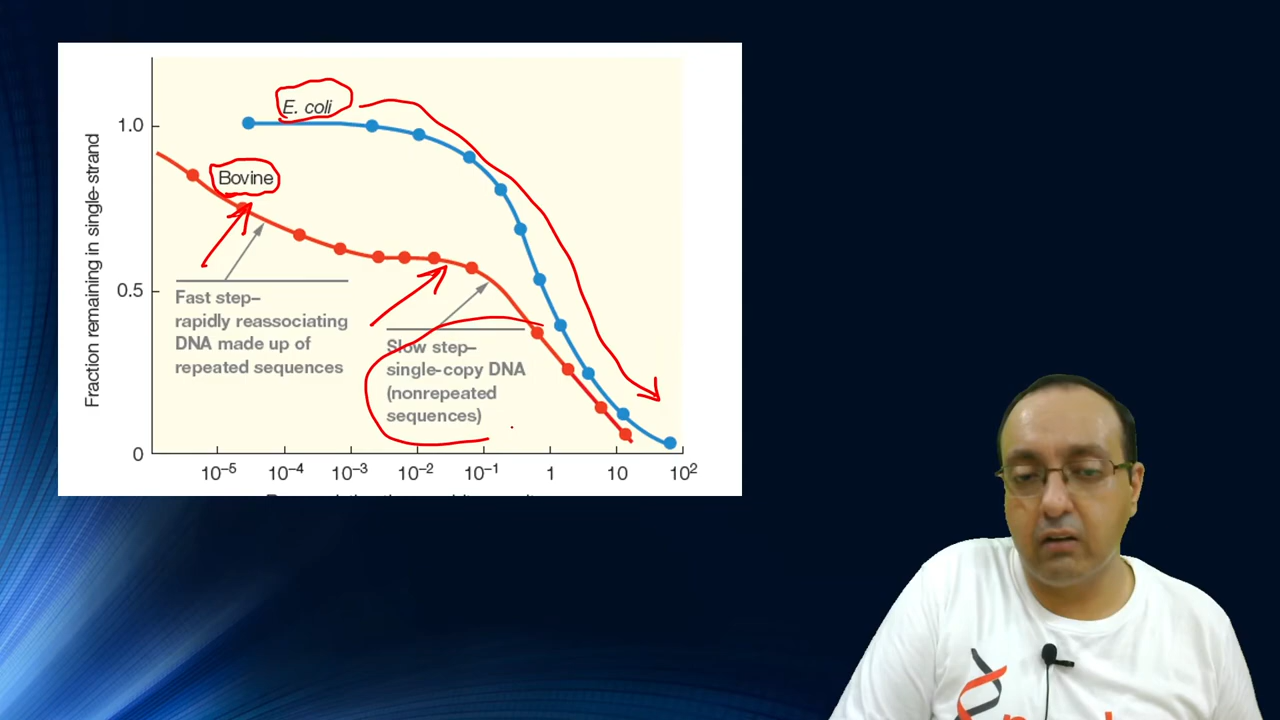 E. coli
1.0
Bovine
Fraction remaining in single-strand
0.5
Fast step–
rapidly reassociating
DNA made up of
repeated sequences
Slow step–
single-copy DNA
(nonrepeated
sequences)
0
10⁻⁵ 10⁻⁴ 10⁻³ 10⁻² 10⁻¹ 1 10 10²